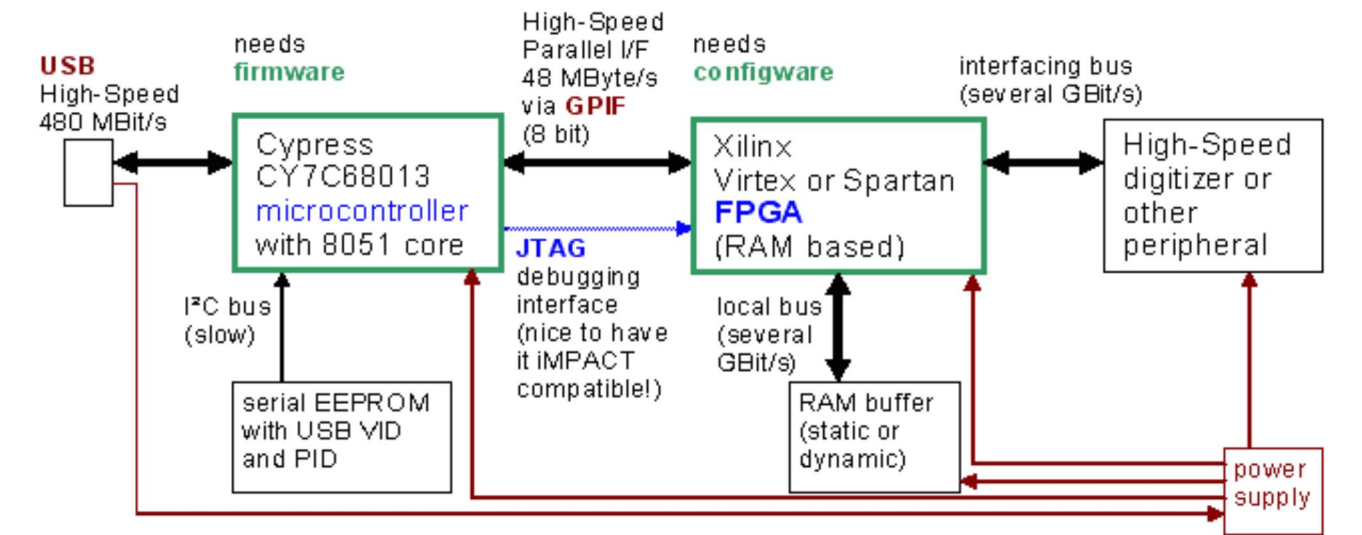 USB
High-Speed
480 MBit/s
needs
firmware
Cypress
CY7C68013
microcontroller
with 8051 core
I²C bus
(slow)
serial EEPROM
with USB VID
and PID
High-Speed
Parallel I/F
48 MByte/s
via GPIF
(8 bit)
JTAG
debugging
interface
(nice to have
it iMPACT
compatible!)
needs
configware
Xilinx
Virtex or Spartan
FPGA
(RAM based)
local bus
(several
GBit/s)
RAM buffer
(static or
dynamic)
interfacing bus
(several GBit/s)
High-Speed
digitizer or
other
peripheral
power
supply